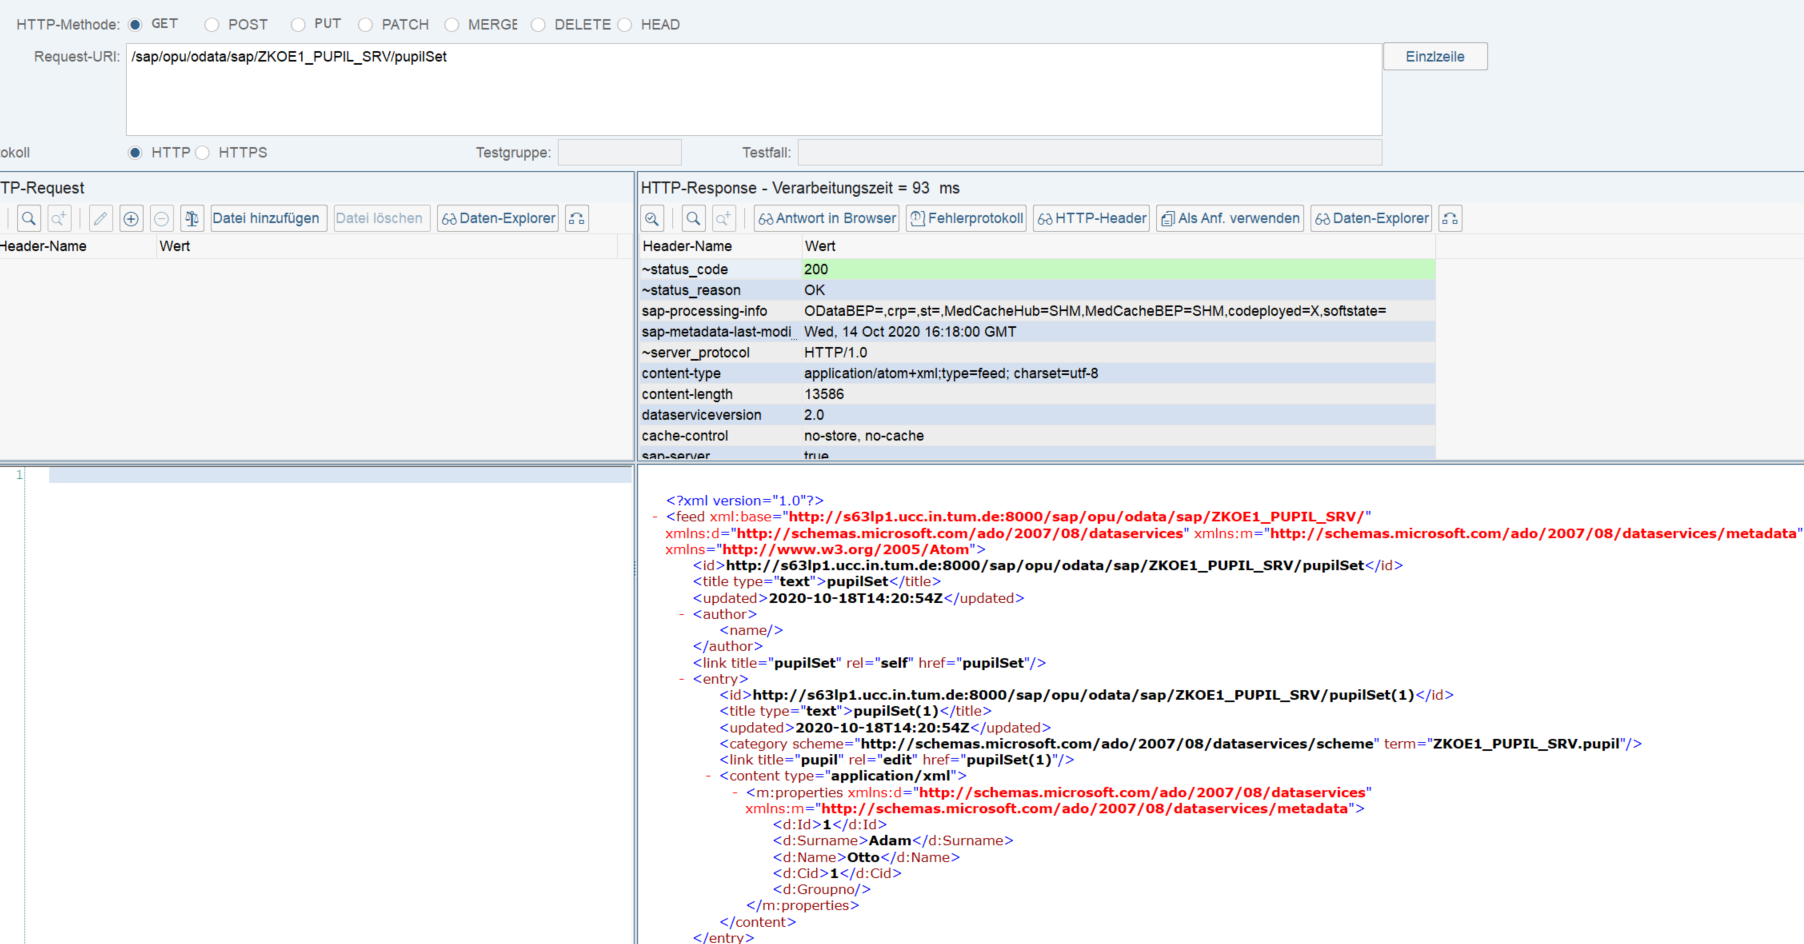 HTTP-Methode: GET POST PUT PATCH MERGE DELETE HEAD
Request-URI: /sap/opu/odata/sap/ZKOE1_PUPIL_SRV/pupilSet Einzlzeile
okoll HTTP HTTPS Testgruppe: Testfall:
TP-Request
Datei hinzufügen Datei löschen Daten-Explorer
Header-Name Wert
1
HTTP-Response - Verarbeitungszeit = 93 ms
Antwort in Browser Fehlerprotokoll HTTP-Header Als Anf. verwenden Daten-Explorer
Header-Name Wert
~status_code 200
~status_reason OK
sap-processing-info ODataBEP=,crp=,st=,MedCacheHub=SHM,MedCacheBEP=SHM,codeployed=X,softstate=
sap-metadata-last-modi... Wed, 14 Oct 2020 16:18:00 GMT
~server_protocol HTTP/1.0
content-type application/atom+xml;type=feed; charset=utf-8
content-length 13586
dataserviceversion 2.0
cache-control no-store, no-cache
sap-server true
<?xml version="1.0"?>
- <feed xml:base="http://s63lp1.ucc.in.tum.de:8000/sap/opu/odata/sap/ZKOE1_PUPIL_SRV/"
xmlns:d="http://schemas.microsoft.com/ado/2007/08/dataservices" xmlns:m="http://schemas.microsoft.com/ado/2007/08/dataservices/metadata"
xmlns="http://www.w3.org/2005/Atom">
<id>http://s63lp1.ucc.in.tum.de:8000/sap/opu/odata/sap/ZKOE1_PUPIL_SRV/pupilSet</id>
<title type="text">pupilSet</title>
<updated>2020-10-18T14:20:54Z</updated>
- <author>
<name/>
</author>
<link title="pupilSet" rel="self" href="pupilSet"/>
- <entry>
<id>http://s63lp1.ucc.in.tum.de:8000/sap/opu/odata/sap/ZKOE1_PUPIL_SRV/pupilSet(1)</id>
<title type="text">pupilSet(1)</title>
<updated>2020-10-18T14:20:54Z</updated>
<category scheme="http://schemas.microsoft.com/ado/2007/08/dataservices/scheme" term="ZKOE1_PUPIL_SRV.pupil"/>
<link title="pupil" rel="edit" href="pupilSet(1)"/>
- <content type="application/xml">
- <m:properties xmlns:d="http://schemas.microsoft.com/ado/2007/08/dataservices"
xmlns:m="http://schemas.microsoft.com/ado/2007/08/dataservices/metadata">
<d:Id>1</d:Id>
<d:Surname>Adam</d:Surname>
<d:Name>Otto</d:Name>
<d:Cid>1</d:Cid>
<d:Groupno/>
</m:properties>
</content>
</entry>